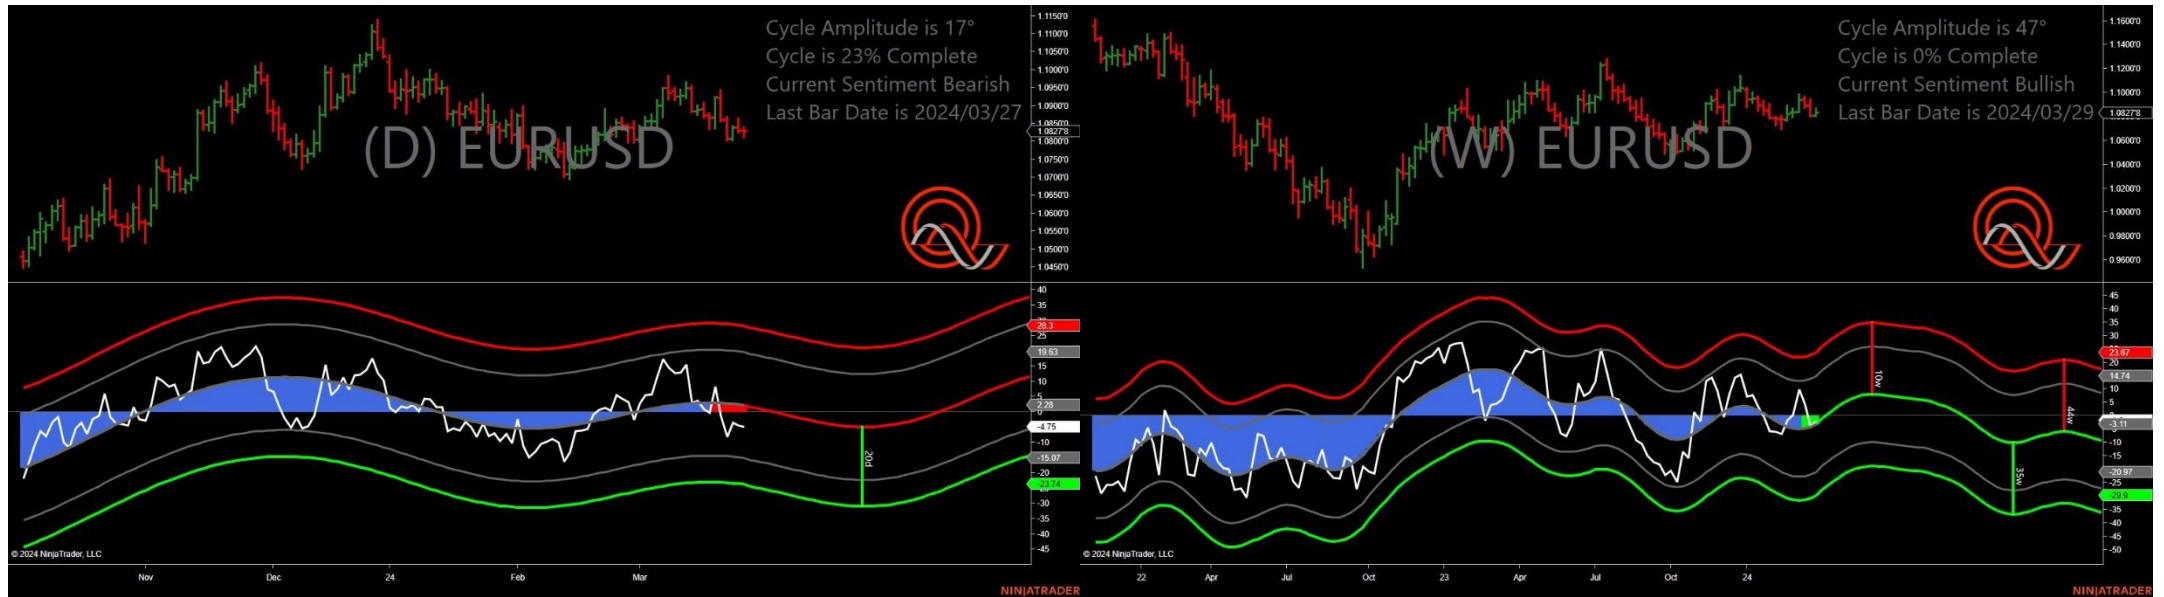 Cycle Amplitude is 17°
Cycle is 23% Complete
Current Sentiment Bearish
Last Bar Date is 2024/03/27
(D) EURUSD
1.1150'0
1.1100'0
1.1050'0
1.1000'0
1.0950'0
1.0900'0
1.0827'8
1.0800'0
1.0750'0
1.0700'0
1.0650'0
1.0600'0
1.0550'0
1.0500'0
1.0450'0
40
35
28.3
25
19.63
15
10
5
2.28
0
-4.75
-10
-15.07
-20
-23.74
-30
-35
-40
-45
20d
© 2024 NinjaTrader, LLC
Nov
Dec
24
Feb
Mar
NINJATRADER
Cycle Amplitude is 47°
Cycle is 0% Complete
Current Sentiment Bullish
Last Bar Date is 2024/03/29
(W) EURUSD
1.1600'0
1.1400'0
1.1200'0
1.1000'0
1.0827'8
1.0600'0
1.0400'0
1.0200'0
1.0000'0
0.9800'0
0.9600'0
45
40
35
30
23.67
20
14.74
10
5
-3.11
-10
-15
-20.97
-25
-29.9
-35
-40
-45
-50
10w
35w
44w
© 2024 NinjaTrader, LLC
22
Apr
Jul
Oct
23
Apr
Jul
Oct
24
NINJATRADER